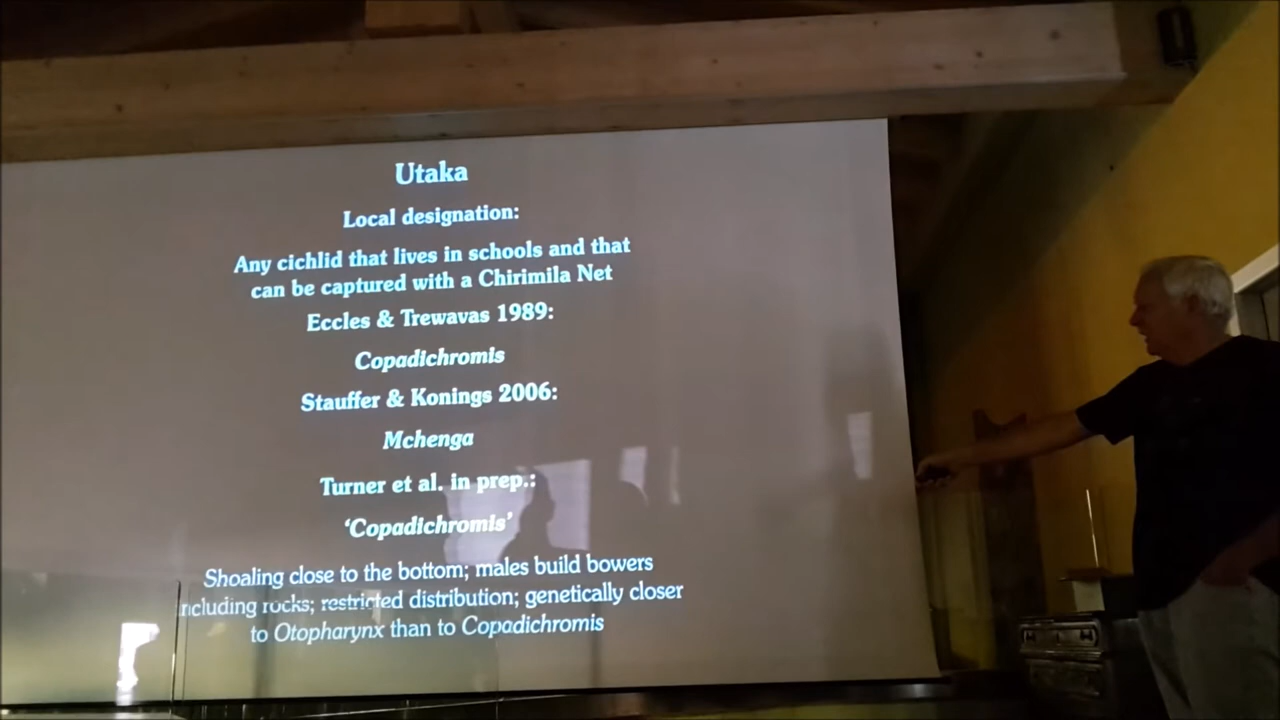 Utaka
Local designation:
Any cichlid that lives in schools and that
can be captured with a Chirimila Net
Eccles & Trewavas 1989:
Copadichromis
Stauffer & Konings 2006:
Mchenga
Turner et al. in prep.:
‘Copadichromis’
Shoaling close to the bottom; males build bowers
ncluding rocks; restricted distribution; genetically closer
to Otopharynx than to Copadichromis